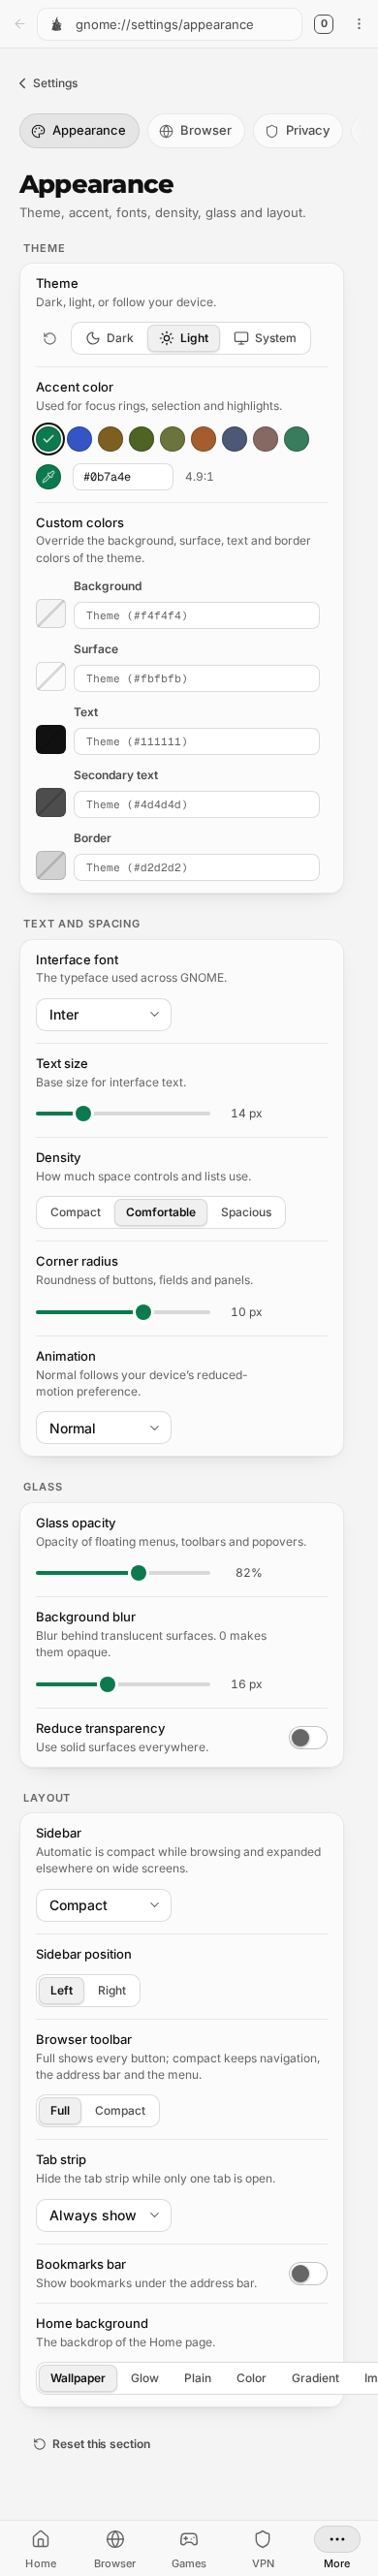 gnome://settings/appearance
0
Settings
Appearance
Browser
Privacy
Appearance
Theme, accent, fonts, density, glass and layout.
THEME
Theme
Dark, light, or follow your device.
Dark
Light
System
Accent color
Used for focus rings, selection and highlights.
#0b7a4e
4.9:1
Custom colors
Override the background, surface, text and border
colors of the theme.
Background
Theme (#f4f4f4)
Surface
Theme (#fbfbfb)
Text
Theme (#111111)
Secondary text
Theme (#4d4d4d)
Border
Theme (#d2d2d2)
TEXT AND SPACING
Interface font
The typeface used across GNOME.
Inter
Text size
Base size for interface text.
14 px
Density
How much space controls and lists use.
Compact
Comfortable
Spacious
Corner radius
Roundness of buttons, fields and panels.
10 px
Animation
Normal follows your device’s reduced-
motion preference.
Normal
GLASS
Glass opacity
Opacity of floating menus, toolbars and popovers.
82%
Background blur
Blur behind translucent surfaces. 0 makes
them opaque.
16 px
Reduce transparency
Use solid surfaces everywhere.
LAYOUT
Sidebar
Automatic is compact while browsing and expanded
elsewhere on wide screens.
Compact
Sidebar position
Left
Right
Browser toolbar
Full shows every button; compact keeps navigation,
the address bar and the menu.
Full
Compact
Tab strip
Hide the tab strip while only one tab is open.
Always show
Bookmarks bar
Show bookmarks under the address bar.
Home background
The backdrop of the Home page.
Wallpaper
Glow
Plain
Color
Gradient
Reset this section
Home
Browser
Games
VPN
More